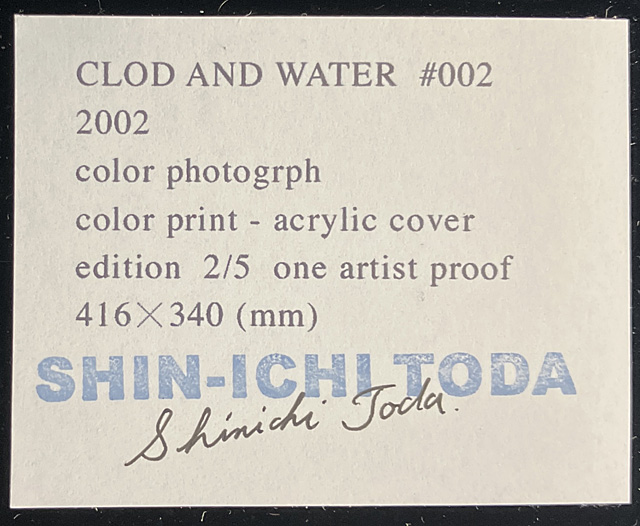 CLOD AND WATER #002
2002
color photogrph
color print - acrylic cover
edition 2/5 one artist proof
416×340 (mm)
SHIN-ICHI TODA
Shinichi Toda.